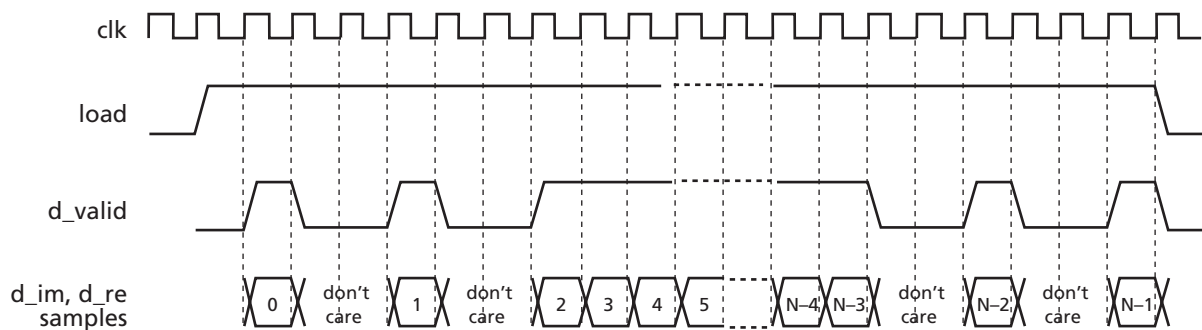 clk
load
d_valid
d_im, d_re
samples
0
don't
care
1
don't
care
2
3
4
5
N–4
N–3
don't
care
N–2
don't
care
N–1